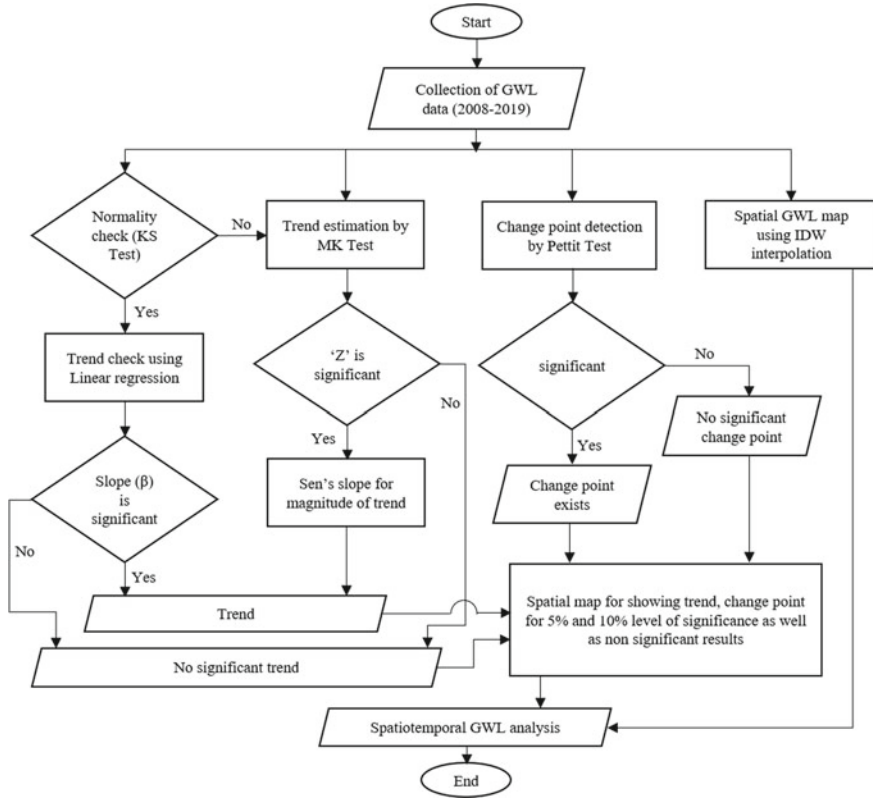 Start
Collection of GWL
data (2008-2019)
Normality
check (KS
Test)
No
Trend estimation by
MK Test
Change point detection
by Pettit Test
Spatial GWL map
using IDW
interpolation
Yes
Trend check using
Linear regression
‘Z’ is
significant
No
Yes
significant
No
Yes
No significant
change point
Slope (β)
is
significant
No
Yes
Sen’s slope for
magnitude of trend
Change point
exists
Trend
No significant trend
Spatial map for showing trend, change point
for 5% and 10% level of significance as well
as non significant results
Spatiotemporal GWL analysis
End